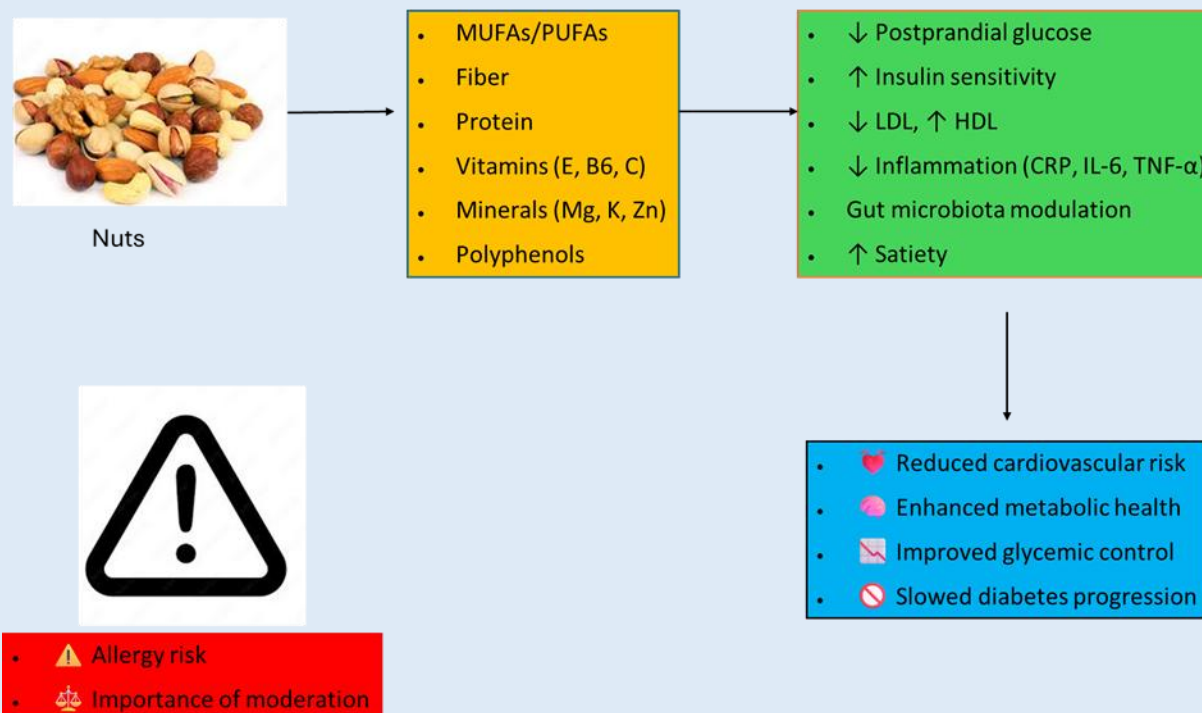 Nuts
• MUFAs/PUFAs
• Fiber
• Protein
• Vitamins (E, B6, C)
• Minerals (Mg, K, Zn)
• Polyphenols
• ↓ Postprandial glucose
• ↑ Insulin sensitivity
• ↓ LDL, ↑ HDL
• ↓ Inflammation (CRP, IL-6, TNF-α)
• Gut microbiota modulation
• ↑ Satiety
• 💓 Reduced cardiovascular risk
• 🧠 Enhanced metabolic health
• 📉 Improved glycemic control
• 🚫 Slowed diabetes progression
• ⚠️ Allergy risk
• ⚖️ Importance of moderation